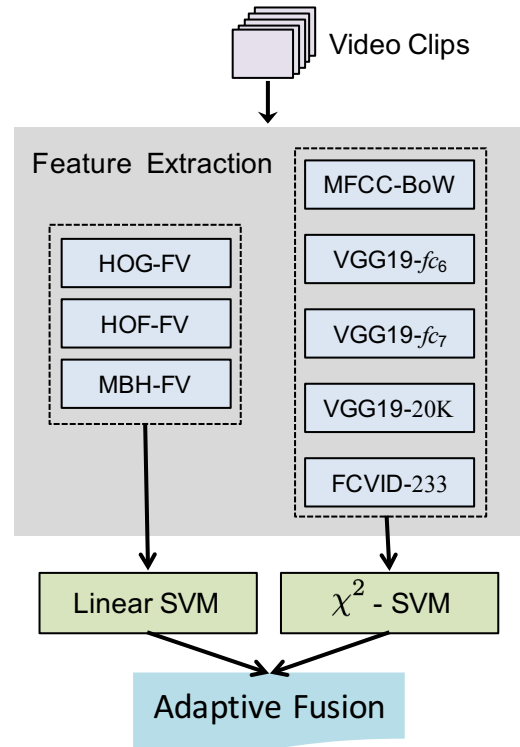 Video Clips
Feature Extraction
HOG-FV
HOF-FV
MBH-FV
MFCC-BoW
VGG19-fc₆
VGG19-fc₇
VGG19-20K
FCVID-233
Linear SVM
χ² - SVM
Adaptive Fusion